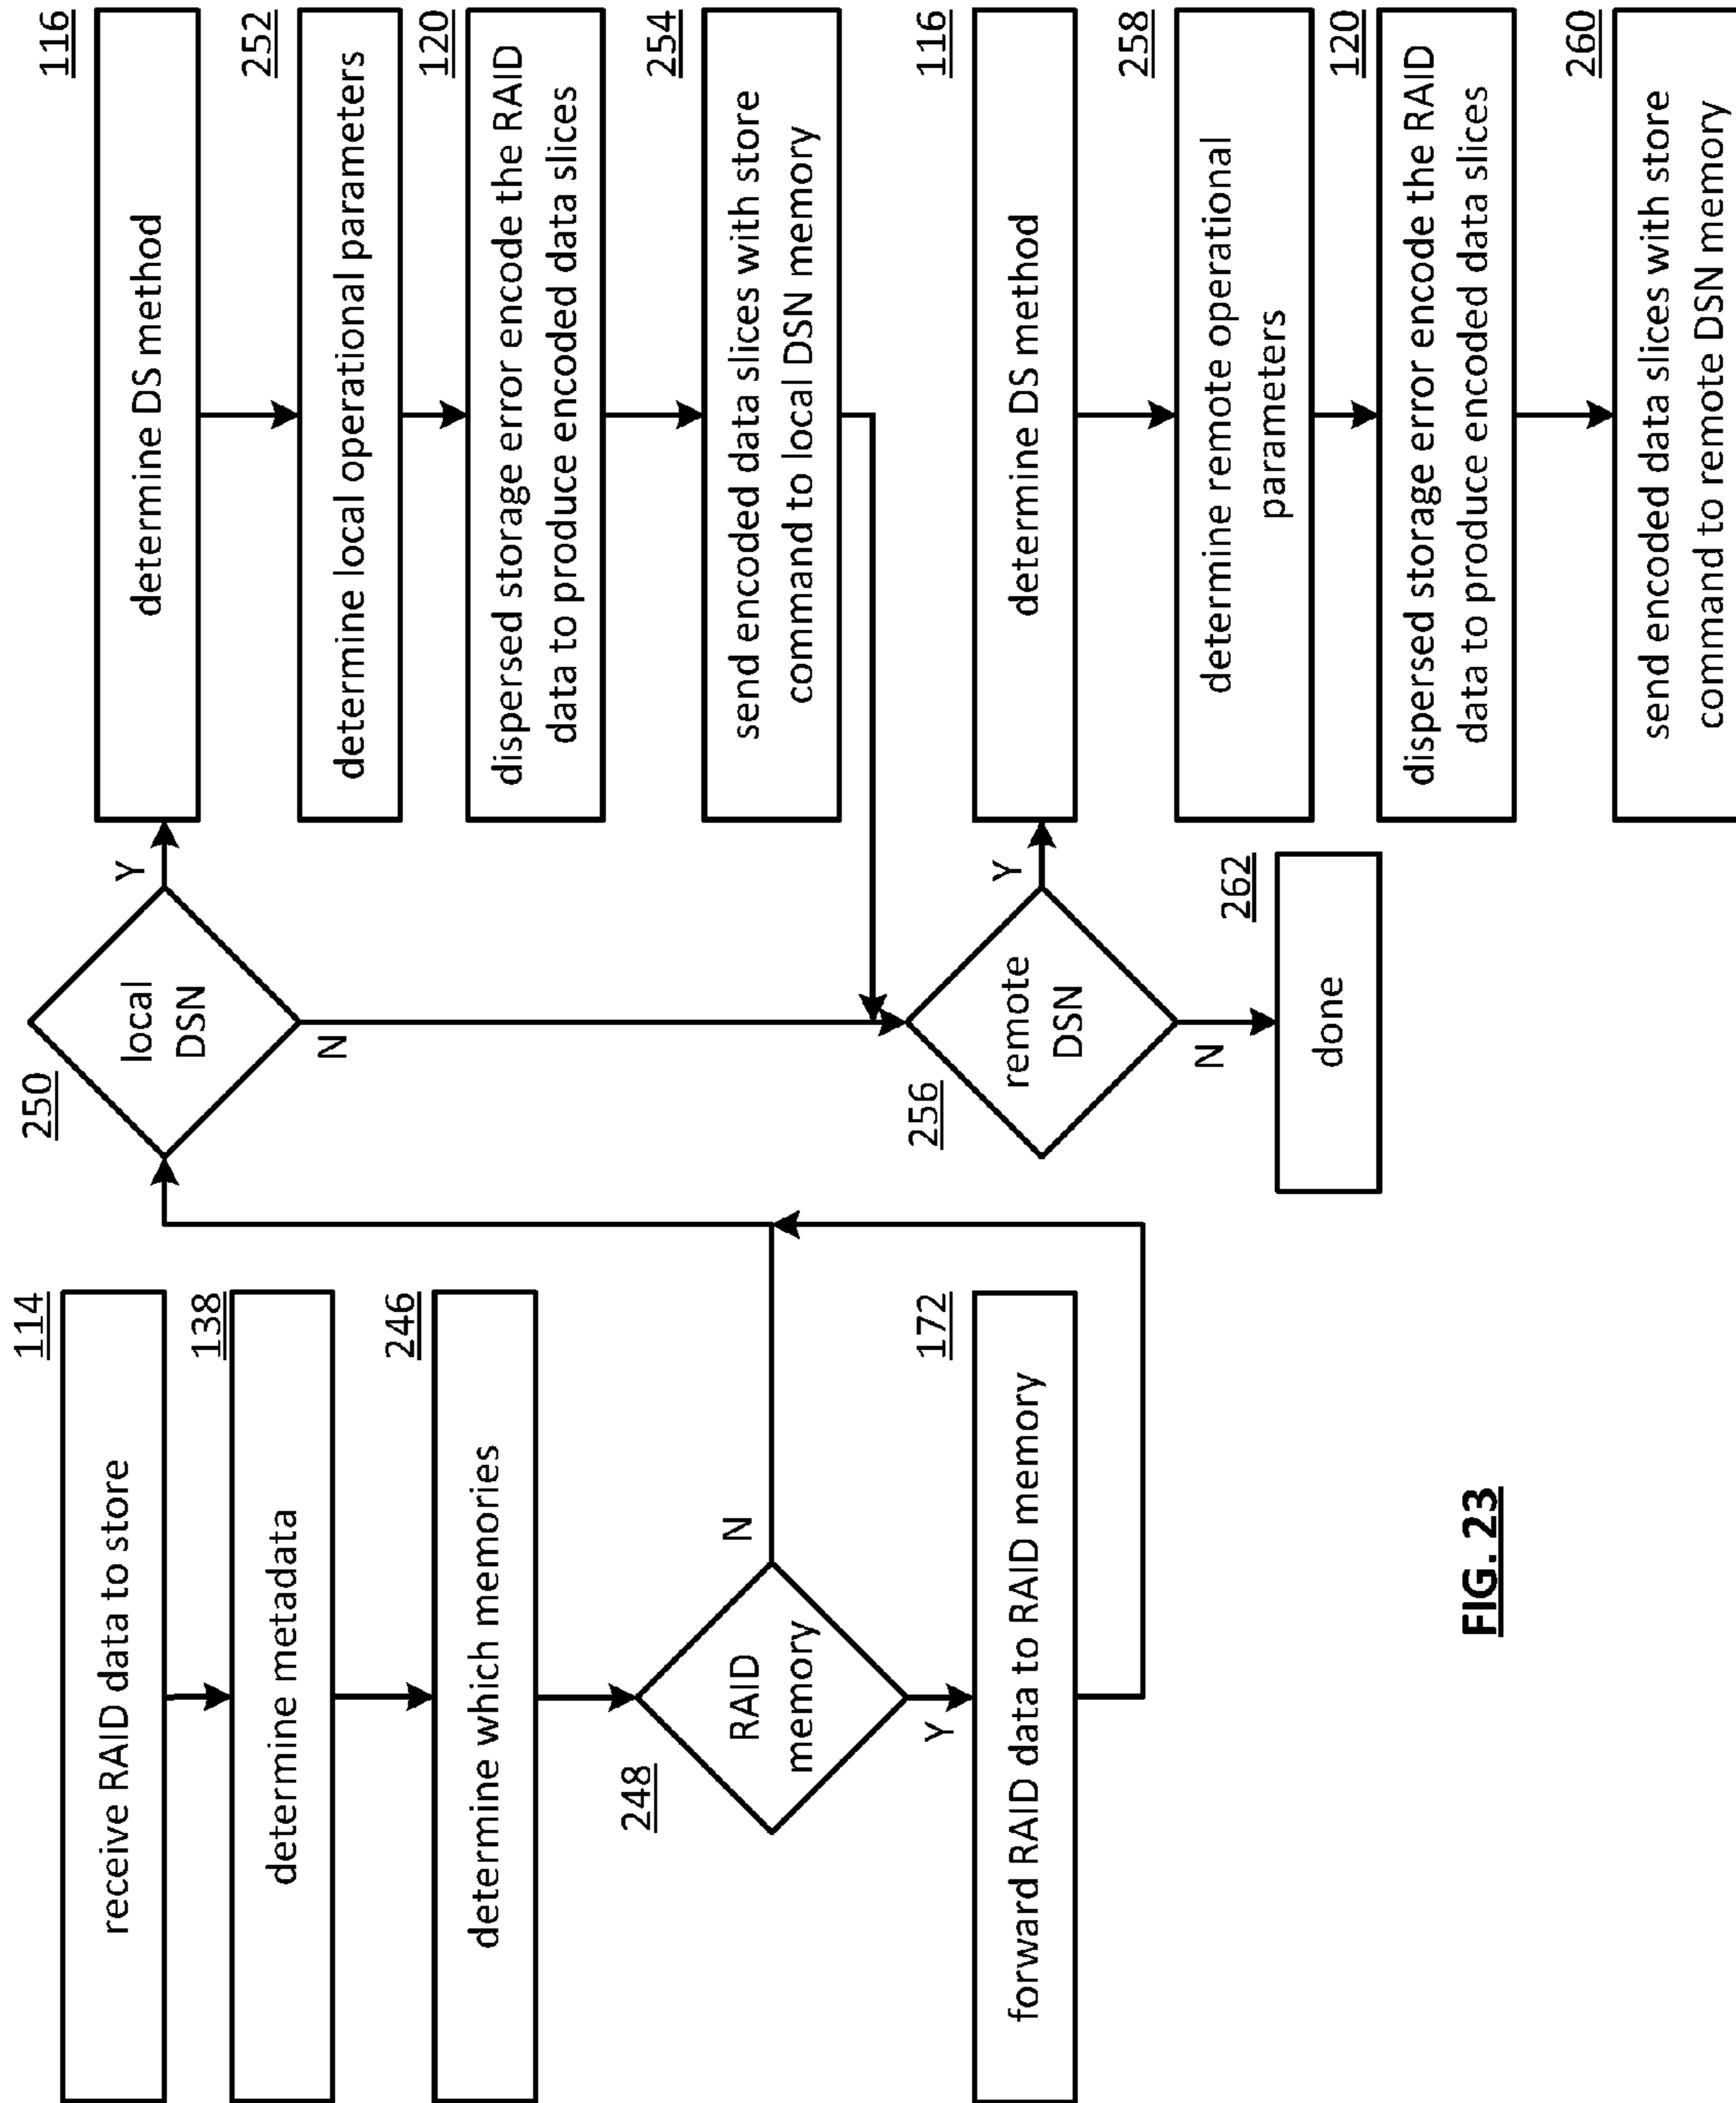 114
receive RAID data to store
138
determine metadata
246
determine which memories
248
RAID
memory
N
Y
172
forward RAID data to RAID memory
250
local
DSN
Y
N
116
determine DS method
252
determine local operational parameters
120
dispersed storage error encode the RAID
data to produce encoded data slices
254
send encoded data slices with store
command to local DSN memory
256
remote
DSN
Y
N
262
done
116
determine DS method
258
determine remote operational
parameters
120
dispersed storage error encode the RAID
data to produce encoded data slices
260
send encoded data slices with store
command to remote DSN memory
FIG. 23